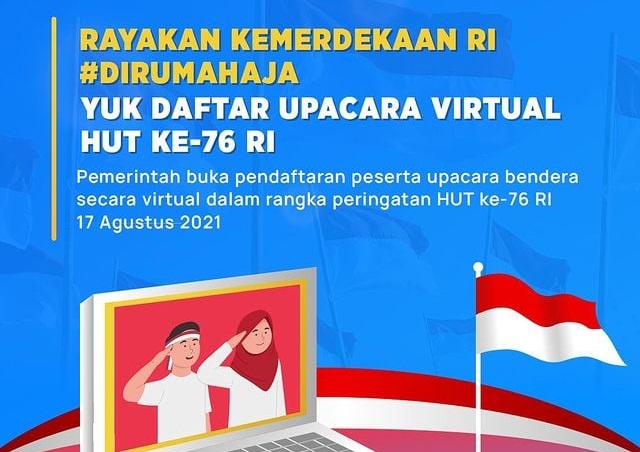 RAYAKAN KEMERDEKAAN RI
#DIRUMAHAJA
YUK DAFTAR UPACARA VIRTUAL
HUT KE-76 RI
Pemerintah buka pendaftaran peserta upacara bendera
secara virtual dalam rangka peringatan HUT ke-76 RI
17 Agustus 2021